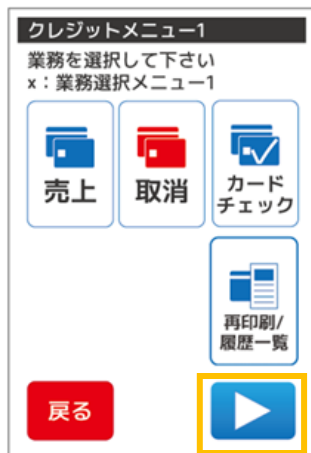 クレジットメニュー1
業務を選択して下さい
x：業務選択メニュー1
売上
取消
カード
チェック
再印刷/
履歴一覧
戻る